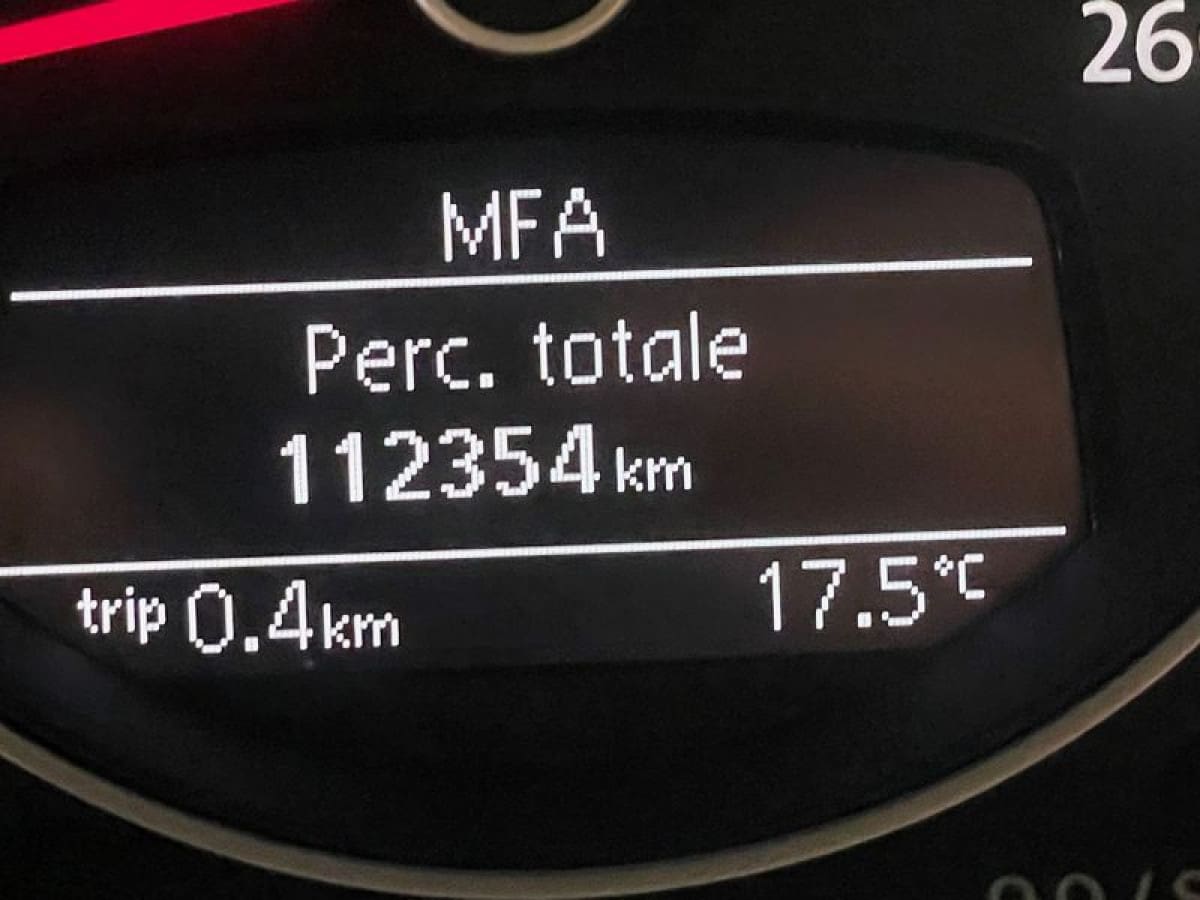 MFA
Perc. totale
112354 km
trip 0.4 km 17.5 °C